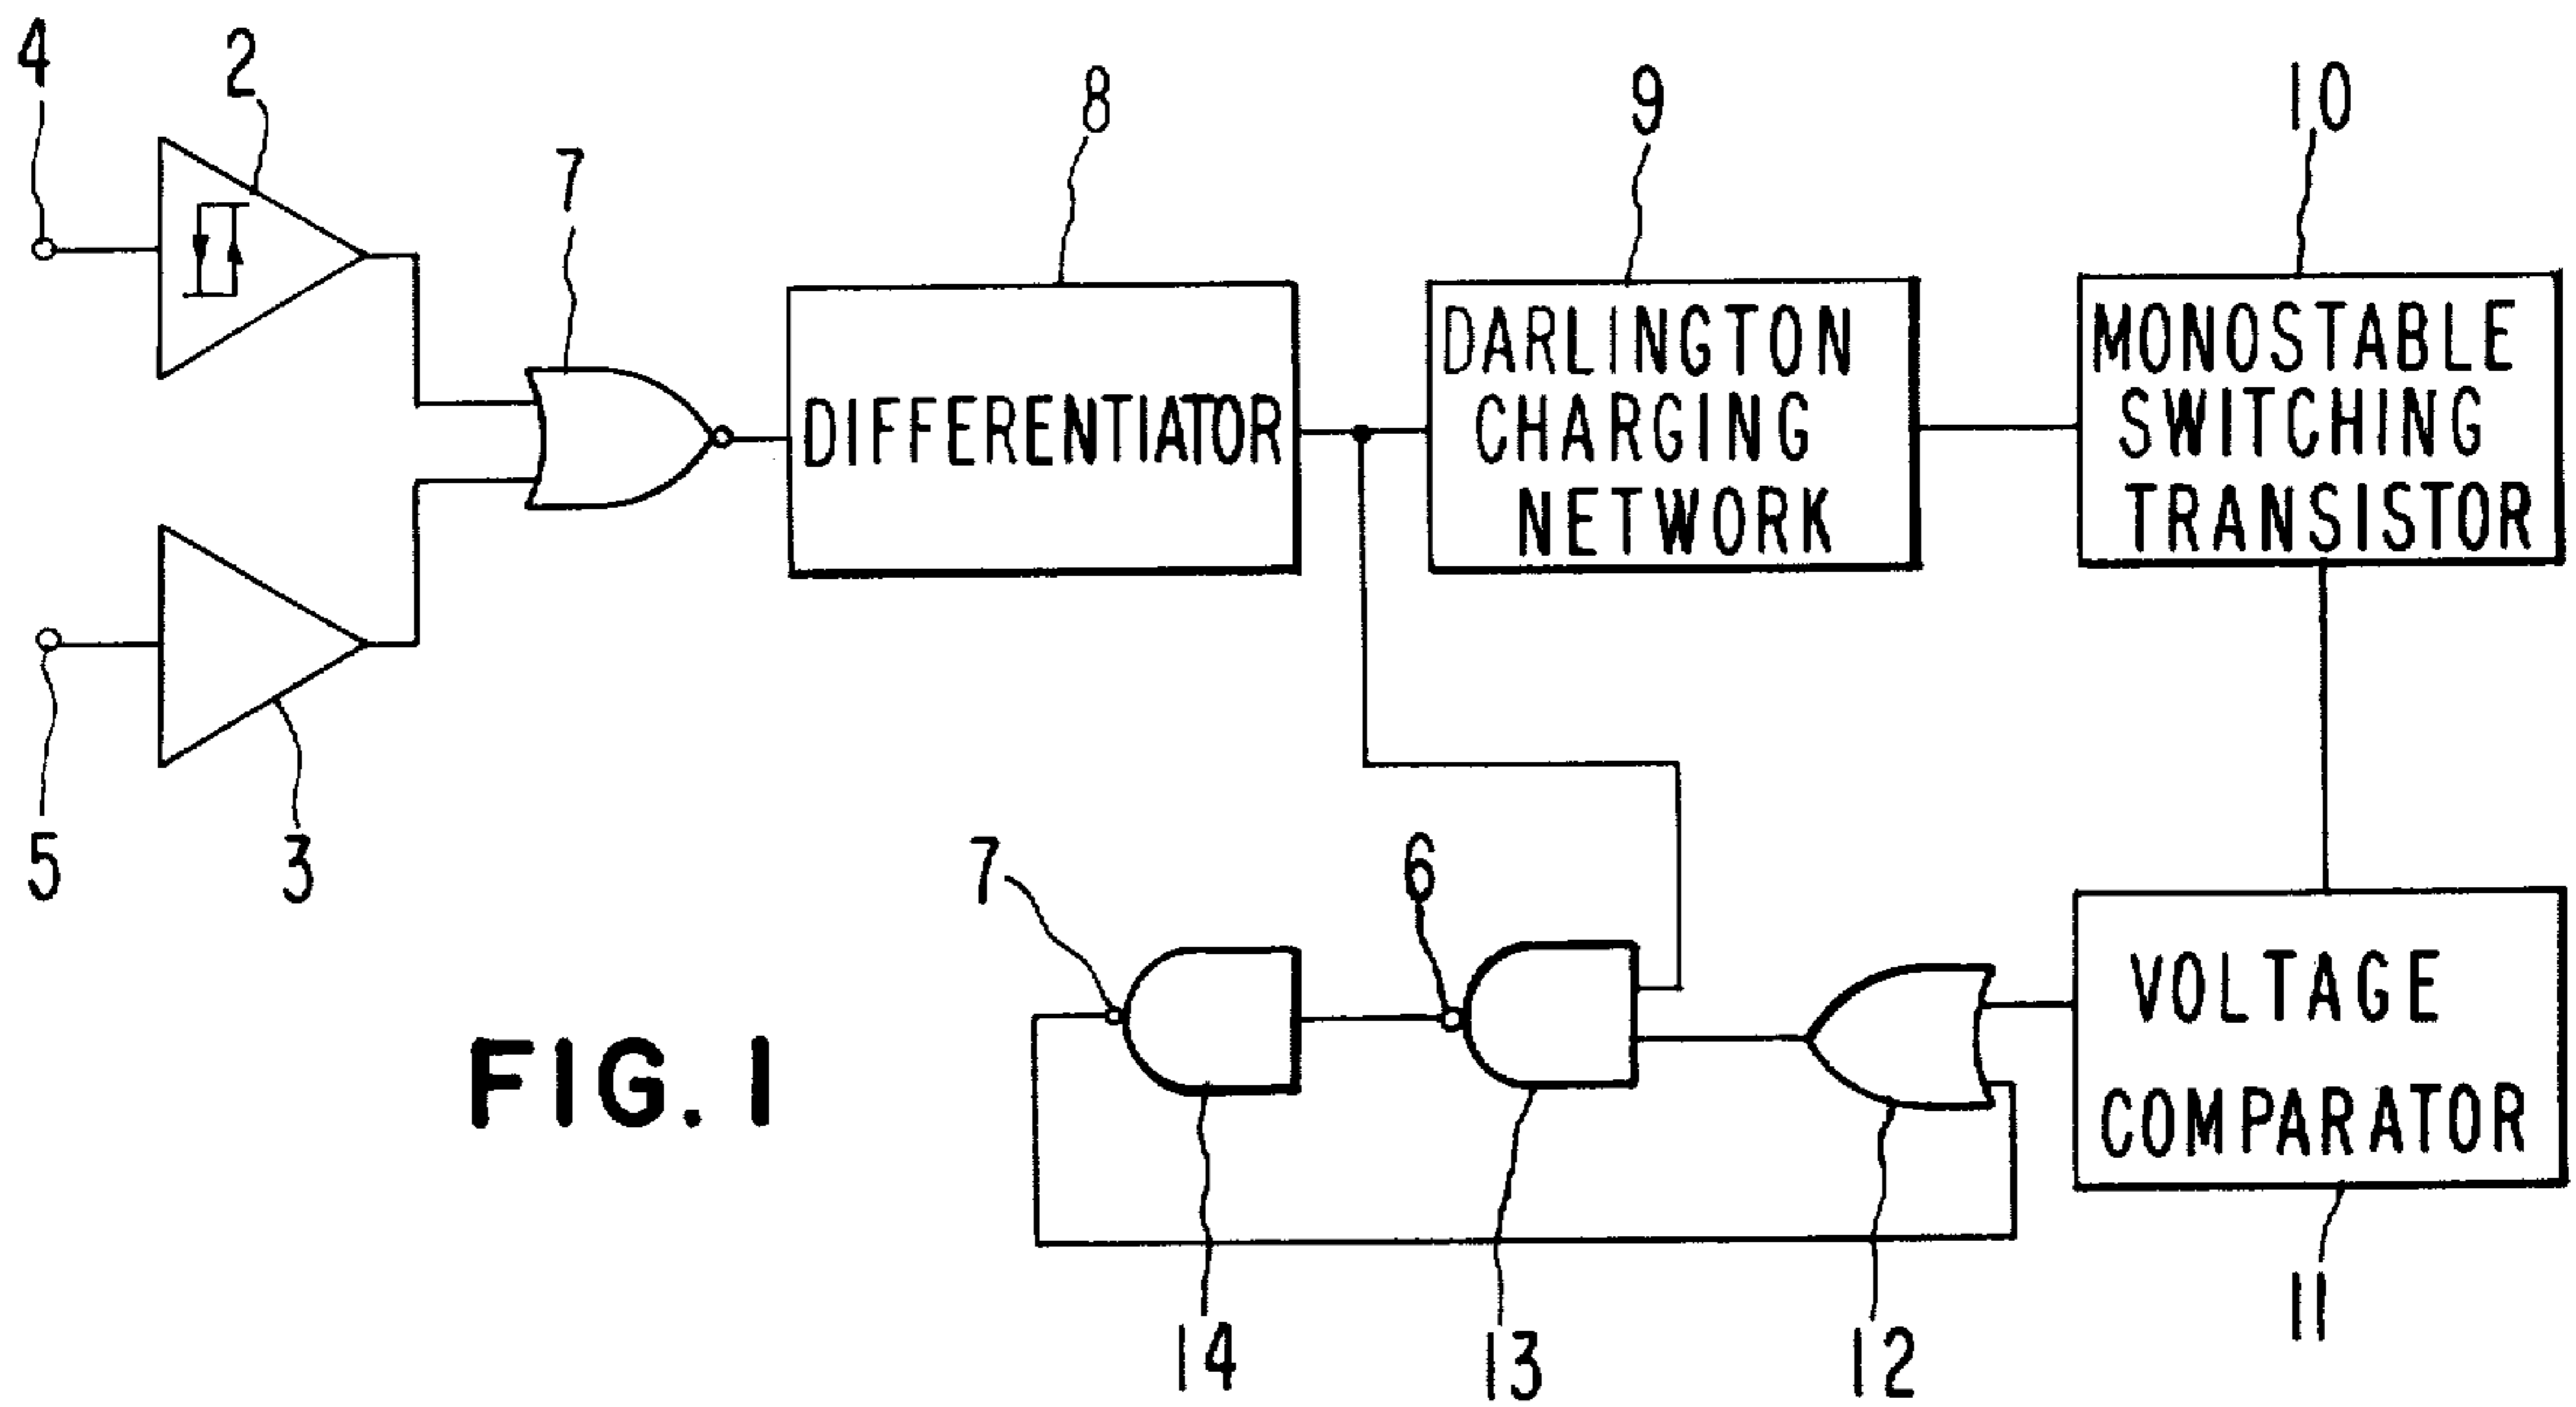 4
2
7
8
9
10
DIFFERENTIATOR
DARLINGTON
CHARGING
NETWORK
MONOSTABLE
SWITCHING
TRANSISTOR
5
3
7
6
VOLTAGE
COMPARATOR
FIG. 1
14
13
12
11